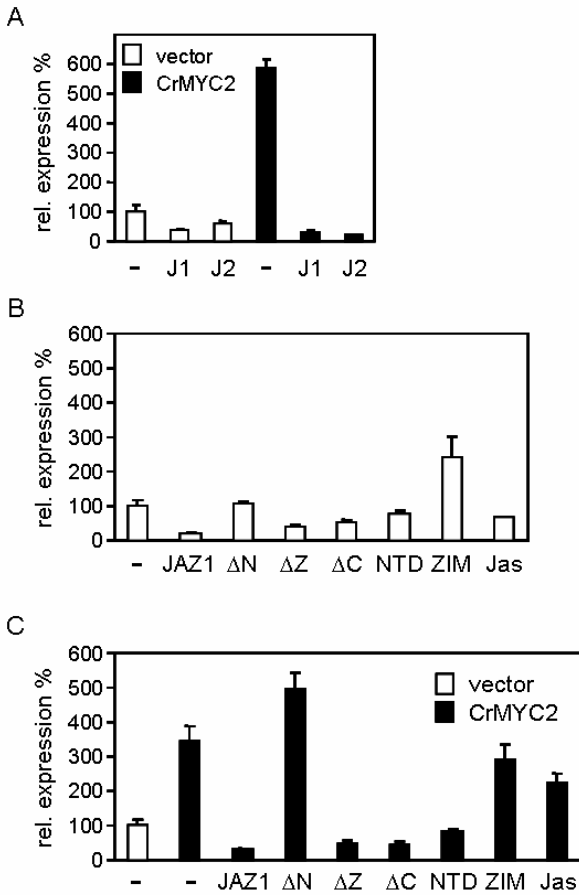 A
rel. expression %
600
500
400
300
200
100
0
vector
CrMYC2
- J1 J2 - J1 J2
B
rel. expression %
600
500
400
300
200
100
0
- JAZ1 ΔN ΔZ ΔC NTD ZIM Jas
C
rel. expression %
600
500
400
300
200
100
0
vector
CrMYC2
- - JAZ1 ΔN ΔZ ΔC NTD ZIM Jas